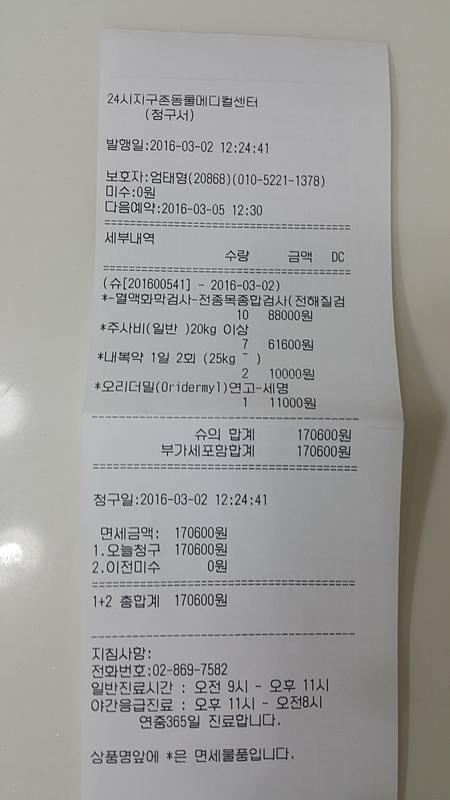 24시지구촌동물메디컬센터
(청구서)
발행일:2016-03-02 12:24:41
보호자:엄태형(20868)(010-5221-1378)
미수:0원
다음예약:2016-03-05 12:30
세부내역
수량 금액 DC
(슈[201600541] - 2016-03-02)
*-혈액화학검사-전종목종합검사(전해질검
10 88000원
*주사비(일반 )20kg 이상
7 61600원
*내복약 1일 2회 (25kg ~ )
2 10000원
*오리더밀(Oridermyl)연고-세명
1 11000원
슈의 합계 170600원
부가세포함합계 170600원
청구일:2016-03-02 12:24:41
면세금액: 170600원
1.오늘청구 170600원
2.이전미수 0원
1+2 총합계 170600원
지침사항:
전화번호:02-869-7582
일반진료시간 : 오전 9시 - 오후 11시
야간응급진료 : 오후 11시 - 오전8시
연중365일 진료합니다.
상품명앞에 *은 면세물품입니다.